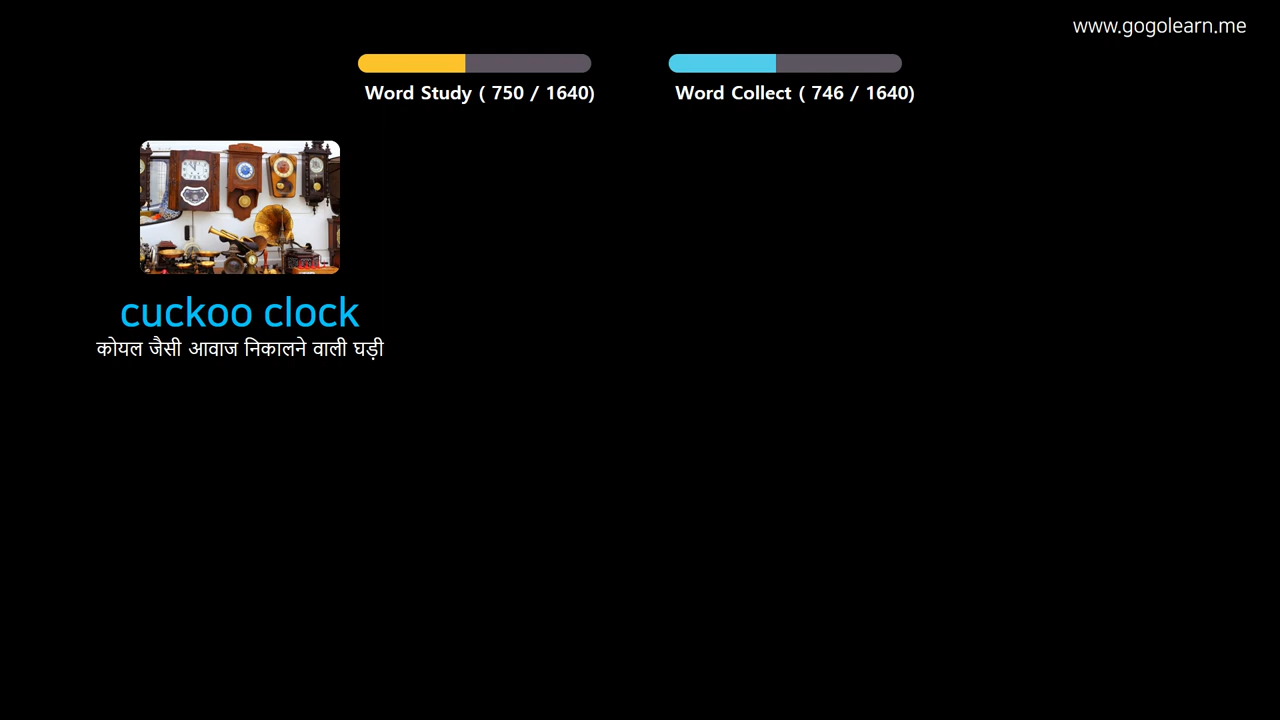 www.gogolearn.me
Word Study ( 750 / 1640)
Word Collect ( 746 / 1640)
cuckoo clock
कोयल जैसी आवाज निकालने वाली घड़ी